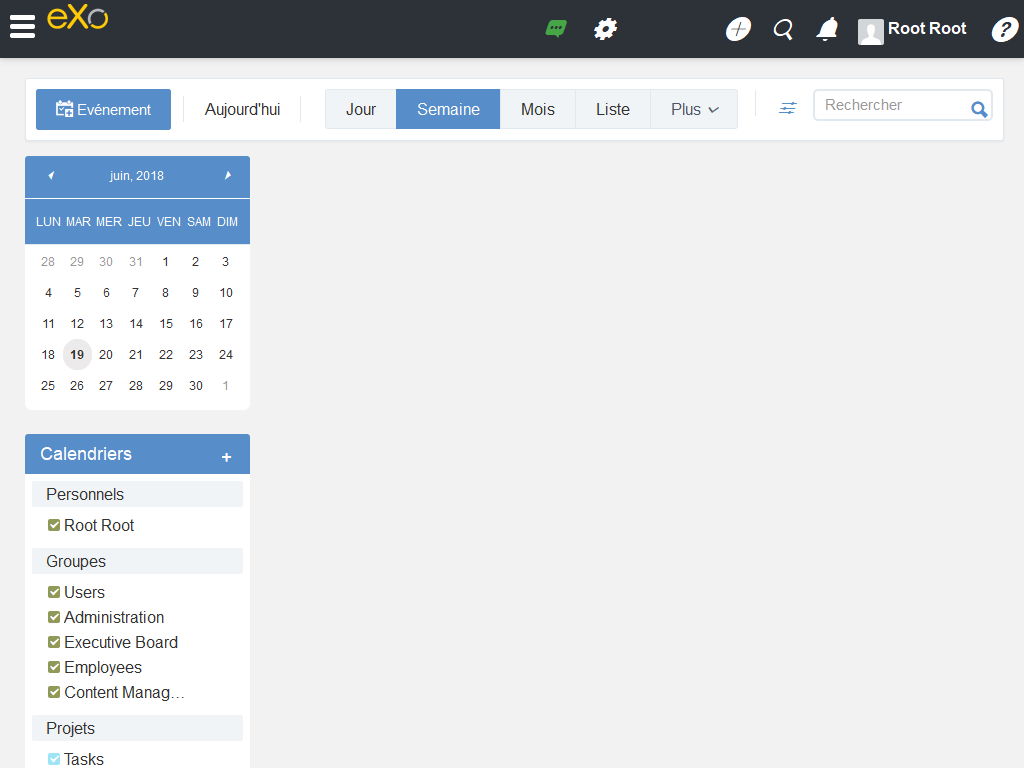 eXo
Root Root
?
Evénement
Aujourd'hui
Jour
Semaine
Mois
Liste
Plus
Rechercher
juin, 2018
LUN MAR MER JEU VEN SAM DIM
28 29 30 31 1 2 3
4 5 6 7 8 9 10
11 12 13 14 15 16 17
18 19 20 21 22 23 24
25 26 27 28 29 30 1
Calendriers +
Personnels
Root Root
Groupes
Users
Administration
Executive Board
Employees
Content Manag…
Projets
Tasks